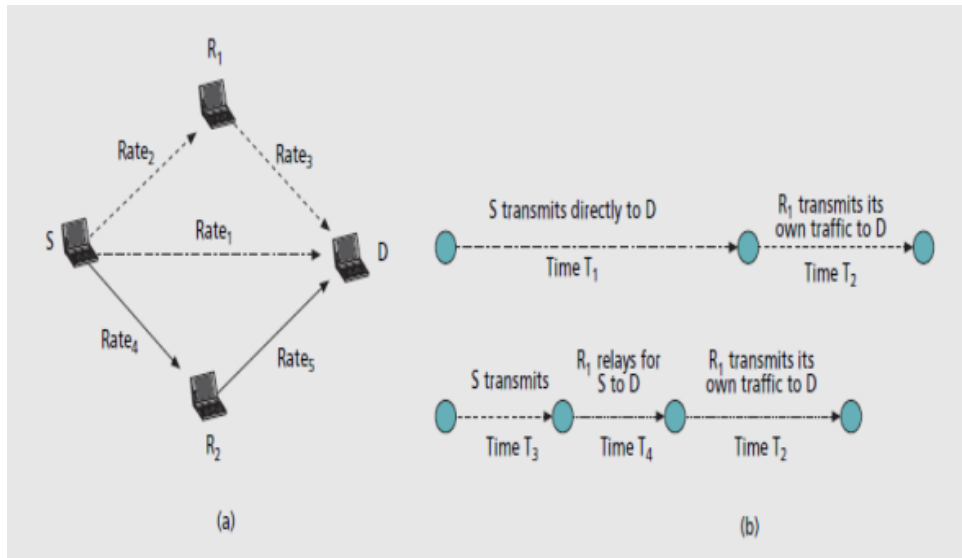 R1
Rate2
Rate3
S
Rate1
D
Rate4
Rate5
R2
(a)
S transmits directly to D
Time T1
R1 transmits its
own traffic to D
Time T2
S transmits
Time T3
R1 relays for
S to D
Time T4
R1 transmits its
own traffic to D
Time T2
(b)